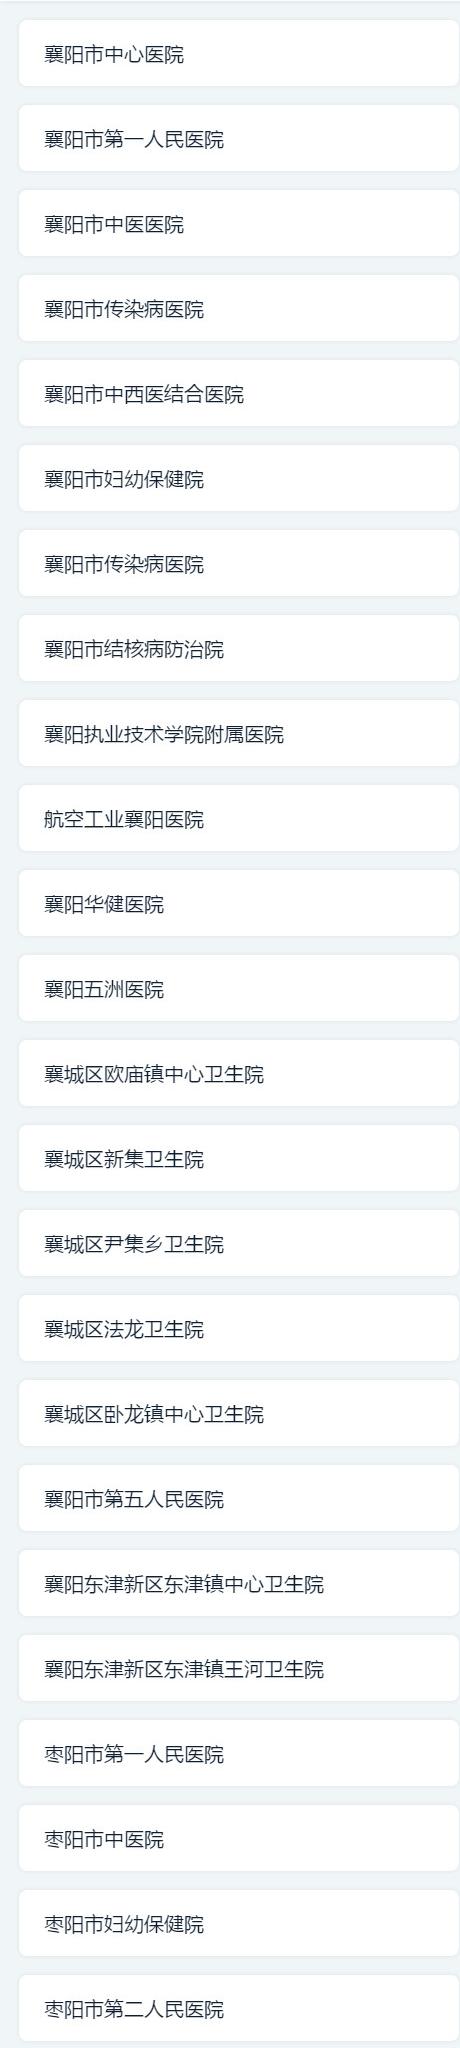 襄阳市中心医院
襄阳市第一人民医院
襄阳市中医医院
襄阳市传染病医院
襄阳市中西医结合医院
襄阳市妇幼保健院
襄阳市传染病医院
襄阳市结核病防治院
襄阳执业技术学院附属医院
航空工业襄阳医院
襄阳华健医院
襄阳五洲医院
襄城区欧庙镇中心卫生院
襄城区新集卫生院
襄城区尹集乡卫生院
襄城区法龙卫生院
襄城区卧龙镇中心卫生院
襄阳市第五人民医院
襄阳东津新区东津镇中心卫生院
襄阳东津新区东津镇王河卫生院
枣阳市第一人民医院
枣阳市中医院
枣阳市妇幼保健院
枣阳市第二人民医院